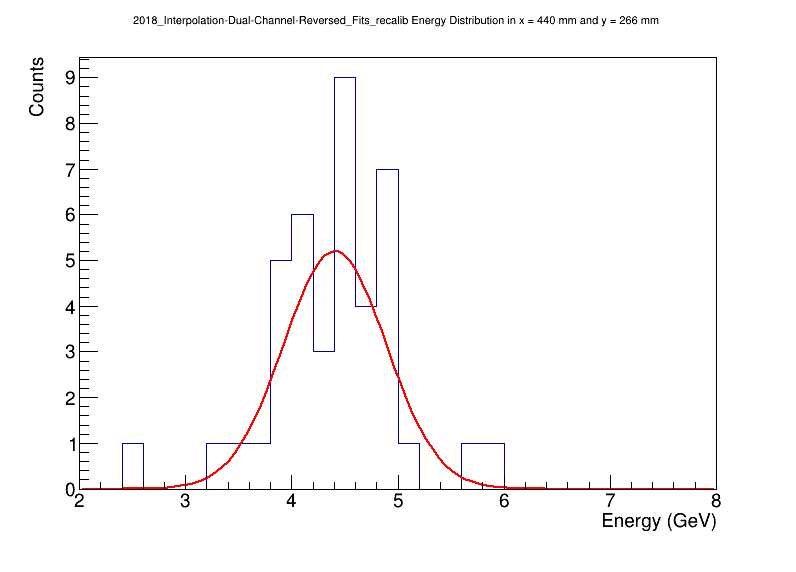 2018_Interpolation-Dual-Channel-Reversed_Fits_recalib Energy Distribution in x = 440 mm and y = 266 mm
Counts
9
8
7
6
5
4
3
2
1
0
2 3 4 5 6 7 8
Energy (GeV)